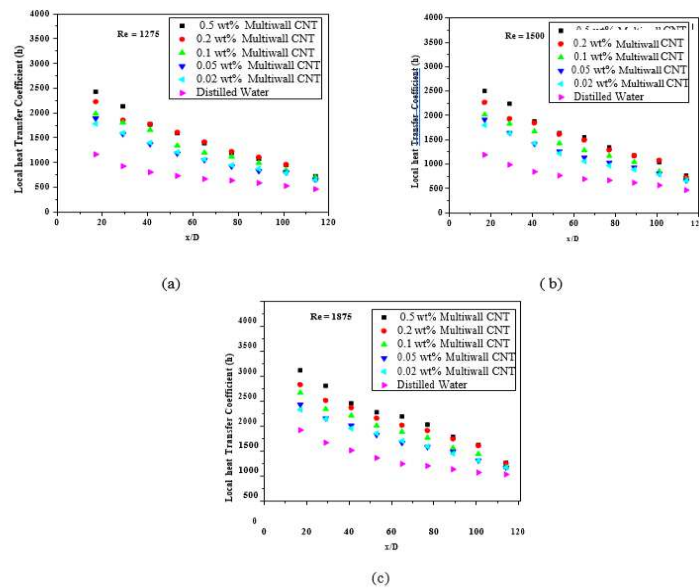 4000
3500
3000
2500
2000
1500
1000
500
0
Local heat Transfer Coefficient (h)
Re = 1275
0.5 wt% Multiwall CNT
0.2 wt% Multiwall CNT
0.1 wt% Multiwall CNT
0.05 wt% Multiwall CNT
0.02 wt% Multiwall CNT
Distilled Water
0 20 40 60 80 100 120
x/D
(a)
4000
3500
3000
2500
2000
1500
1000
500
0
Local heat Transfer Coefficient (h)
Re = 1500
0.5 wt% Multiwall CNT
0.2 wt% Multiwall CNT
0.1 wt% Multiwall CNT
0.05 wt% Multiwall CNT
0.02 wt% Multiwall CNT
Distilled Water
0 20 40 60 80 100 120
x/D
( b)
4000
3500
3000
2500
2000
1500
1000
500
0
Local heat Transfer Coefficient (h)
Re = 1875
0.5 wt% Multiwall CNT
0.2 wt% Multiwall CNT
0.1 wt% Multiwall CNT
0.05 wt% Multiwall CNT
0.02 wt% Multiwall CNT
Distilled Water
0 20 40 60 80 100 120
x/D
(c)